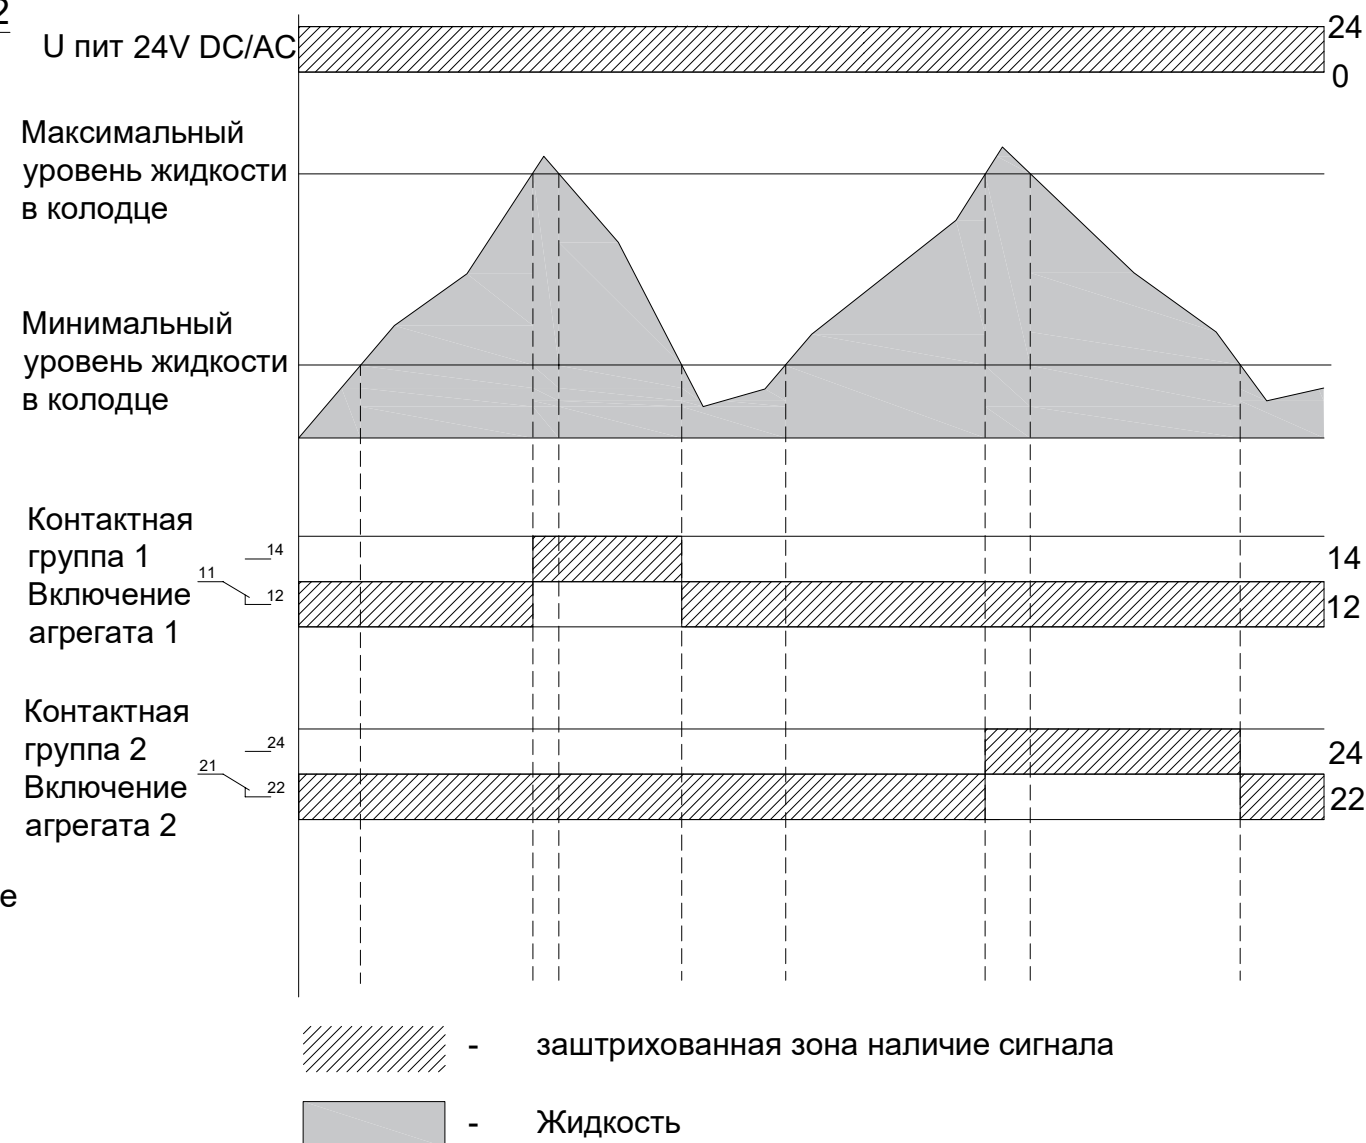 2
U пит 24V DC/AC
24
0
Максимальный
уровень жидкости
в колодце
Минимальный
уровень жидкости
в колодце
Контактная
группа 1
Включение
агрегата 1
14
11
12
14
12
Контактная
группа 2
Включение
агрегата 2
24
21
22
24
22
е
- заштрихованная зона наличие сигнала
- Жидкость